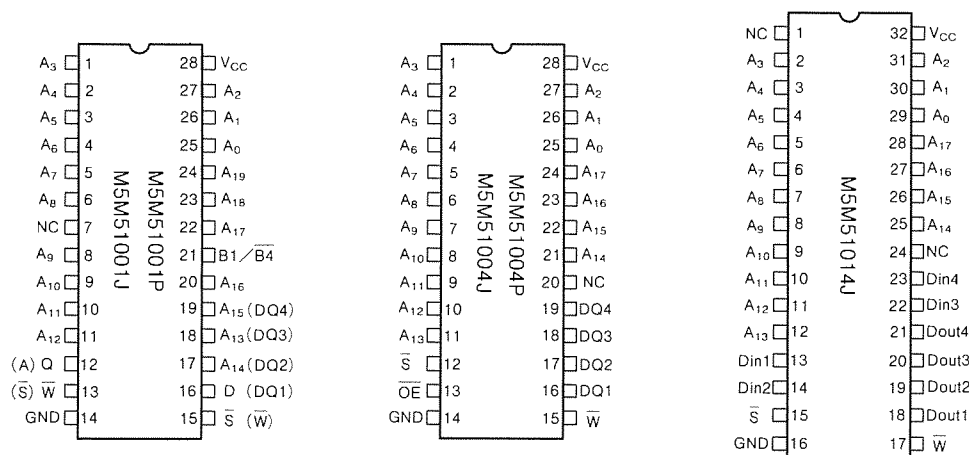 A₃ 1 28 V_CC
A₄ 2 27 A₂
A₅ 3 26 A₁
A₆ 4 25 A₀
A₇ 5 24 A₁₉
A₈ 6 23 A₁₈
NC 7 22 A₁₇
A₉ 8 21 B1/B̅4̅
A₁₀ 9 20 A₁₆
A₁₁ 10 19 A₁₅(DQ4)
A₁₂ 11 18 A₁₃(DQ3)
(A) Q 12 17 A₁₄(DQ2)
(S̅) W̅ 13 16 D (DQ1)
GND 14 15 S̅ (W̅)
M5M51001P
M5M51001J
A₃ 1 28 V_CC
A₄ 2 27 A₂
A₅ 3 26 A₁
A₆ 4 25 A₀
A₇ 5 24 A₁₇
A₈ 6 23 A₁₆
A₉ 7 22 A₁₅
A₁₀ 8 21 A₁₄
A₁₁ 9 20 NC
A₁₂ 10 19 DQ4
A₁₃ 11 18 DQ3
S̅ 12 17 DQ2
O̅E̅ 13 16 DQ1
GND 14 15 W̅
M5M51004P
M5M51004J
NC 1 32 V_CC
A₃ 2 31 A₂
A₄ 3 30 A₁
A₅ 4 29 A₀
A₆ 5 28 A₁₇
A₇ 6 27 A₁₆
A₈ 7 26 A₁₅
A₉ 8 25 A₁₄
A₁₀ 9 24 NC
A₁₁ 10 23 Din4
A₁₂ 11 22 Din3
A₁₃ 12 21 Dout4
Din1 13 20 Dout3
Din2 14 19 Dout2
S̅ 15 18 Dout1
GND 16 17 W̅
M5M51014J